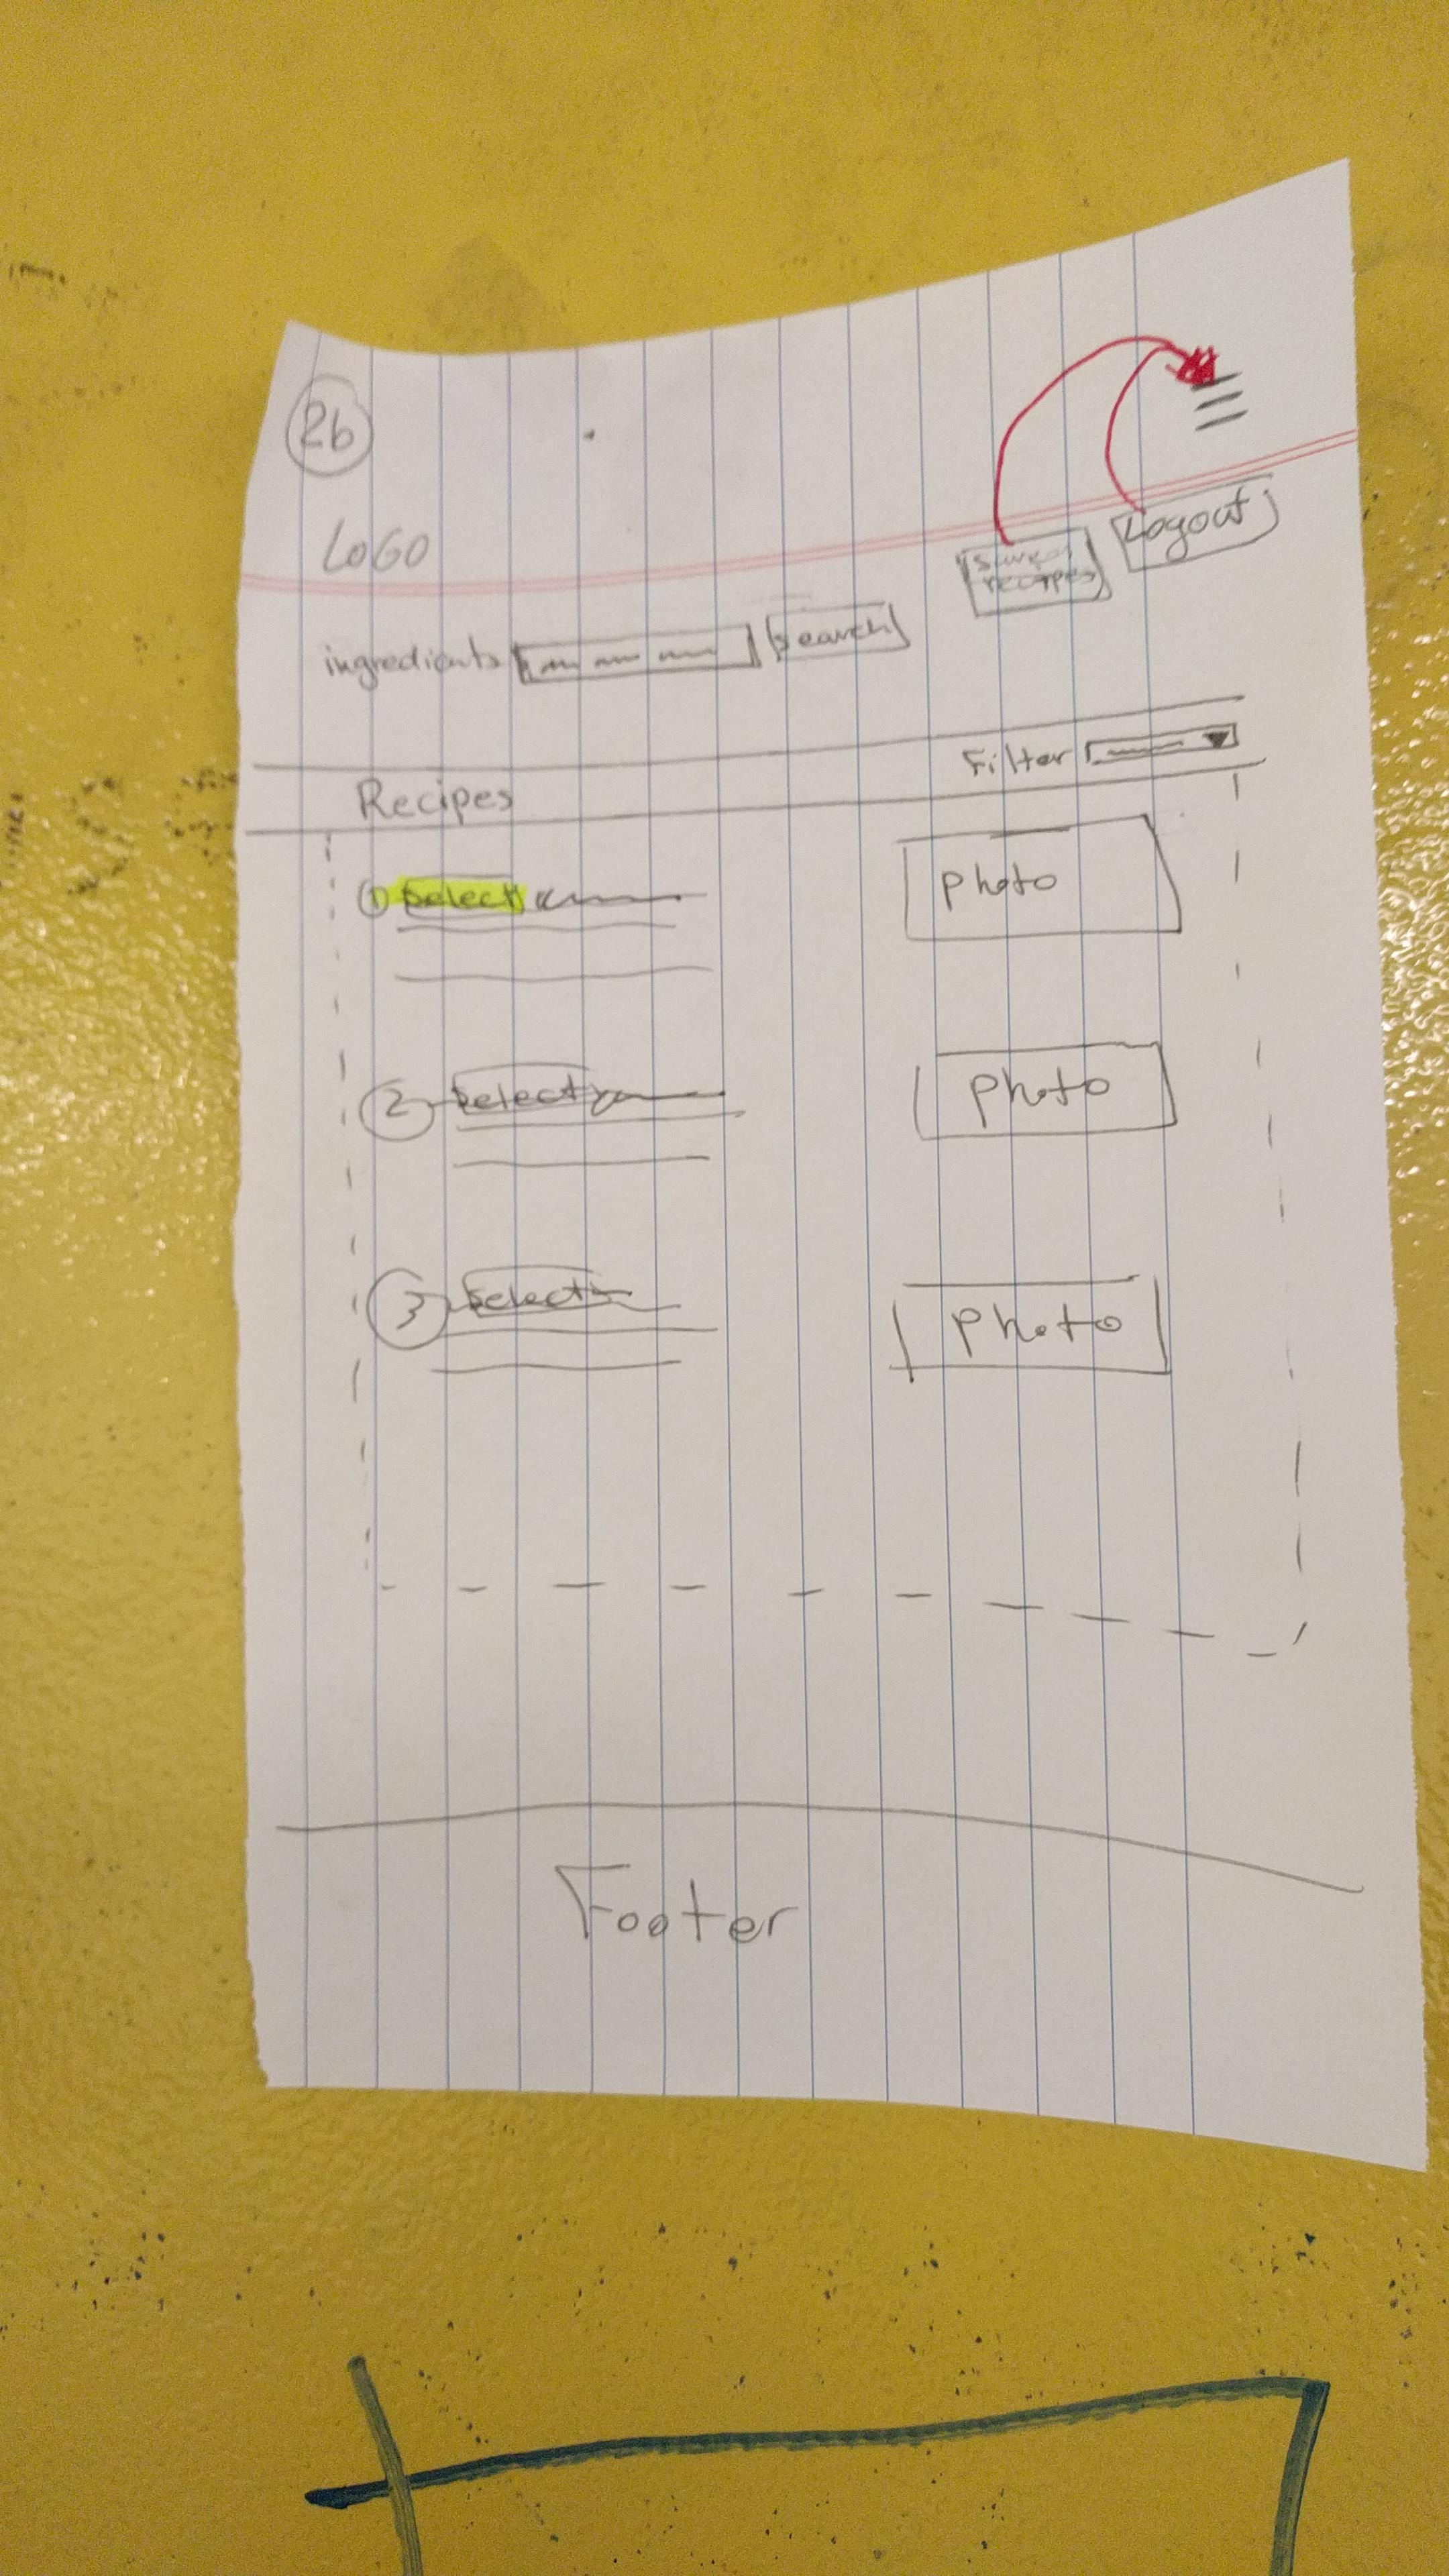 2b
LOGO
saved recipes
Logout
ingredients
search
Filter
Recipes
1 Select
photo
2 Select
photo
3 Select
photo
Footer